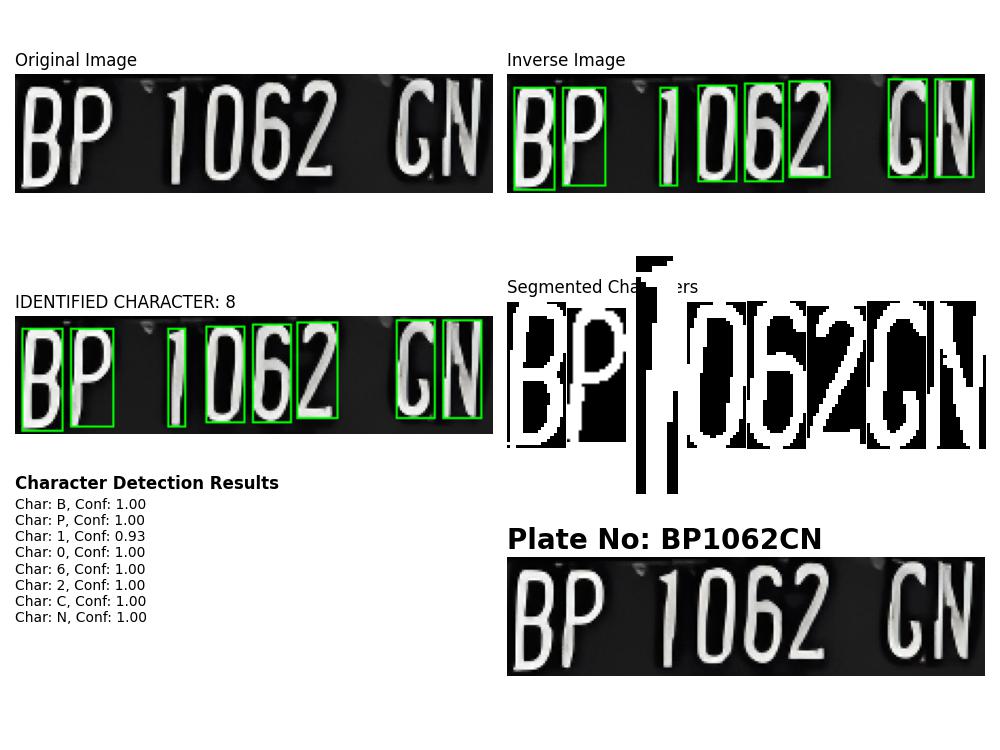 Original Image
BP 1062 GN
Inverse Image
BP 1062 GN
IDENTIFIED CHARACTER: 8
BP 1062 GN
Segmented Cha ers
BP1062GN
Character Detection Results
Char: B, Conf: 1.00
Char: P, Conf: 1.00
Char: 1, Conf: 0.93
Char: 0, Conf: 1.00
Char: 6, Conf: 1.00
Char: 2, Conf: 1.00
Char: C, Conf: 1.00
Char: N, Conf: 1.00
Plate No: BP1062CN
BP 1062 GN